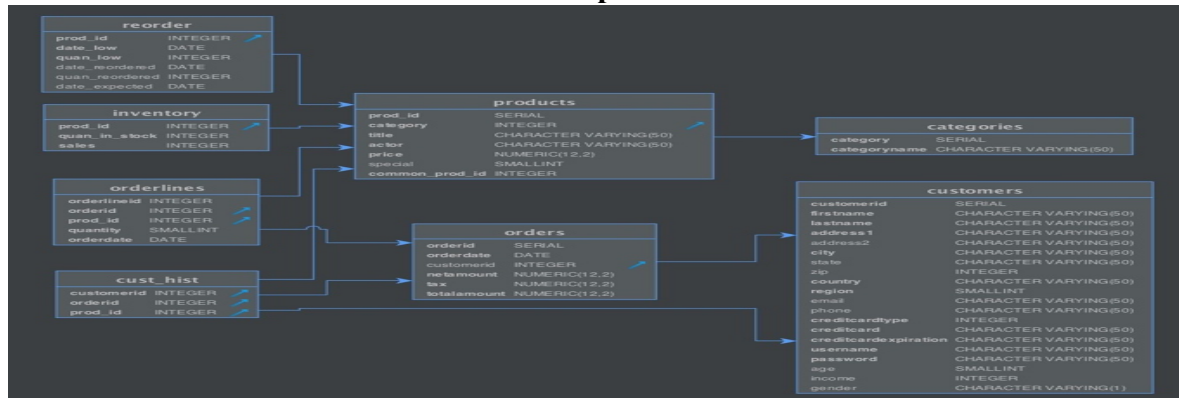 reorder
prod_id INTEGER
date_low DATE
quan_low INTEGER
date_reordered DATE
quan_reordered INTEGER
date_expected DATE
inventory
prod_id INTEGER
quan_in_stock INTEGER
sales INTEGER
orderlines
orderlineid INTEGER
orderid INTEGER
prod_id INTEGER
quantity SMALLINT
orderdate DATE
cust_hist
customerid INTEGER
orderid INTEGER
prod_id INTEGER
products
prod_id SERIAL
category INTEGER
title CHARACTER VARYING(50)
actor CHARACTER VARYING(50)
price NUMERIC(12,2)
special SMALLINT
common_prod_id INTEGER
orders
orderid SERIAL
orderdate DATE
customerid INTEGER
netamount NUMERIC(12,2)
tax NUMERIC(12,2)
totalamount NUMERIC(12,2)
categories
category SERIAL
categoryname CHARACTER VARYING(50)
customers
customerid SERIAL
firstname CHARACTER VARYING(50)
lastname CHARACTER VARYING(50)
address1 CHARACTER VARYING(50)
address2 CHARACTER VARYING(50)
city CHARACTER VARYING(50)
state CHARACTER VARYING(50)
zip INTEGER
country CHARACTER VARYING(50)
region SMALLINT
email CHARACTER VARYING(50)
phone CHARACTER VARYING(50)
creditcardtype INTEGER
creditcard CHARACTER VARYING(50)
creditcardexpiration CHARACTER VARYING(50)
username CHARACTER VARYING(50)
password CHARACTER VARYING(50)
age SMALLINT
income INTEGER
gender CHARACTER VARYING(1)